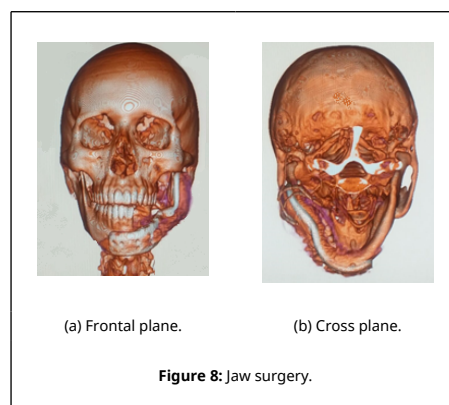 (a) Frontal plane.
(b) Cross plane.
Figure 8: Jaw surgery.